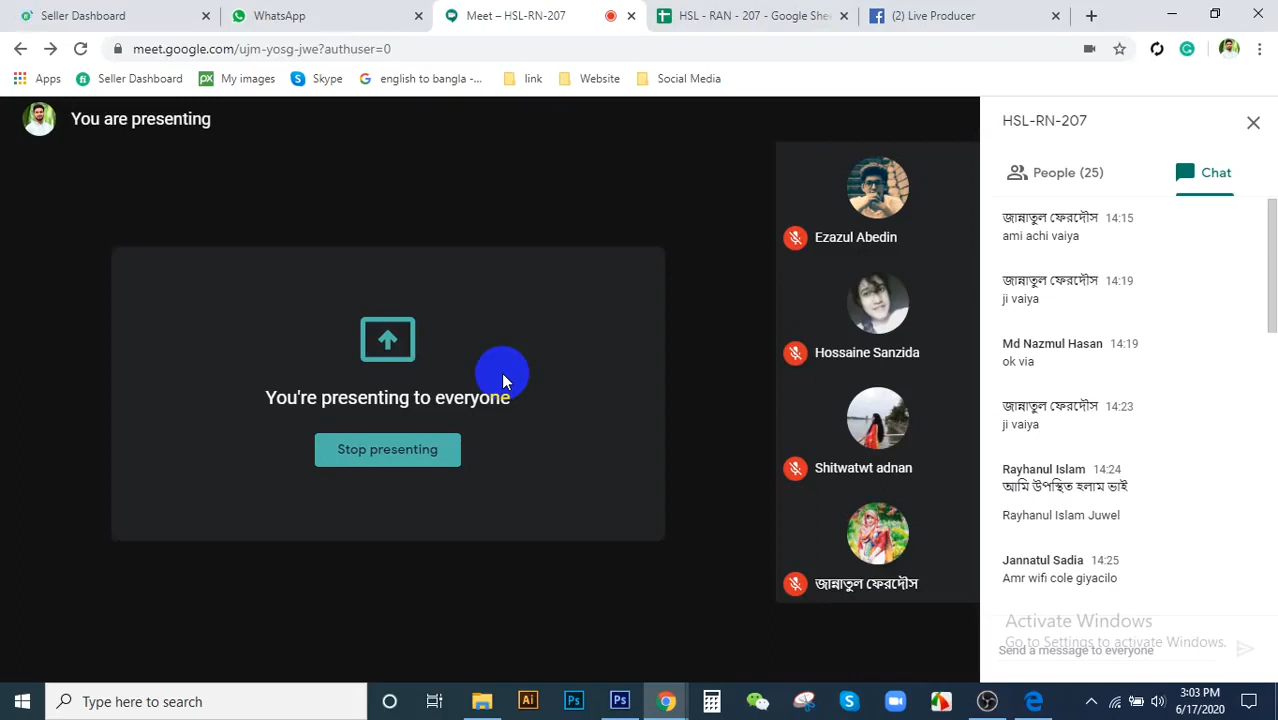 Seller Dashboard
WhatsApp
Meet – HSL-RN-207
HSL - RAN - 207 - Google She
(2) Live Producer
meet.google.com/ujm-yosg-jwe?authuser=0
Apps
Seller Dashboard
My images
Skype
english to bangla -...
link
Website
Social Media
You are presenting
You're presenting to everyone
Stop presenting
Ezazul Abedin
Hossaine Sanzida
Shitwatwt adnan
জান্নাতুল ফেরদৌস
HSL-RN-207
People (25)
Chat
জান্নাতুল ফেরদৌস 14:15
ami achi vaiya
জান্নাতুল ফেরদৌস 14:19
ji vaiya
Md Nazmul Hasan 14:19
ok via
জান্নাতুল ফেরদৌস 14:23
ji vaiya
Rayhanul Islam 14:24
আমি উপস্থিত হলাম ভাই
Rayhanul Islam Juwel
Jannatul Sadia 14:25
Amr wifi cole giyacilo
Activate Windows
Go to Settings to activate Windows.
Send a message to everyone
Type here to search
Ai
Ps
Ps
3:03 PM
6/17/2020